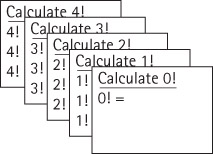 Calculate 4!
4!
4!
4!
Calculate 3!
3!
3!
3!
Calculate 2!
2!
2!
2!
Calculate 1!
1!
1!
1!
Calculate 0!
0! =